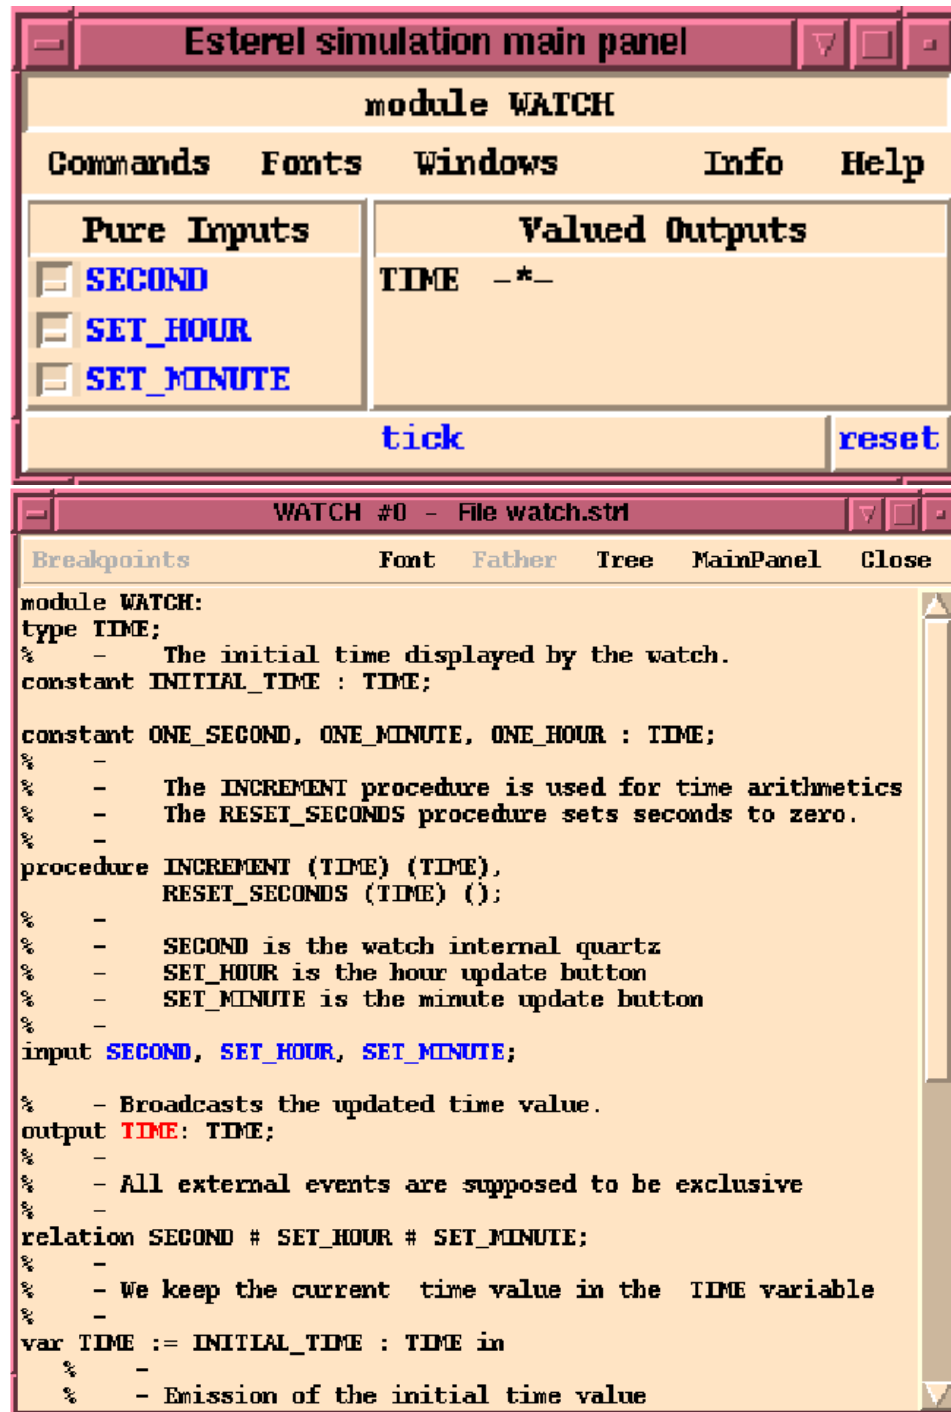 Esterel simulation main panel
module WATCH
Commands Fonts Windows Info Help
Pure Inputs Valued Outputs
SECOND TIME -*-
SET_HOUR
SET_MINUTE
tick reset
WATCH #0 - File watch.strl
Breakpoints Font Father Tree MainPanel Close
module WATCH:
type TIME;
% - The initial time displayed by the watch.
constant INITIAL_TIME : TIME;
constant ONE_SECOND, ONE_MINUTE, ONE_HOUR : TIME;
% -
% - The INCREMENT procedure is used for time arithmetics
% - The RESET_SECONDS procedure sets seconds to zero.
% -
procedure INCREMENT (TIME) (TIME),
RESET_SECONDS (TIME) ();
% -
% - SECOND is the watch internal quartz
% - SET_HOUR is the hour update button
% - SET_MINUTE is the minute update button
% -
input SECOND, SET_HOUR, SET_MINUTE;
% - Broadcasts the updated time value.
output TIME: TIME;
% -
% - All external events are supposed to be exclusive
% -
relation SECOND # SET_HOUR # SET_MINUTE;
% -
% - We keep the current time value in the TIME variable
% -
var TIME := INITIAL_TIME : TIME in
% -
% - Emission of the initial time value